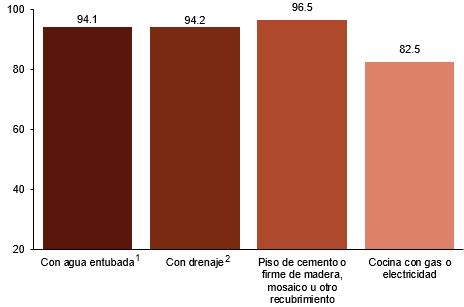 100
80
60
40
20
94.1
94.2
96.5
82.5
Con agua entubada1
Con drenaje2
Piso de cemento o
firme de madera,
mosaico u otro
recubrimiento
Cocina con gas o
electricidad